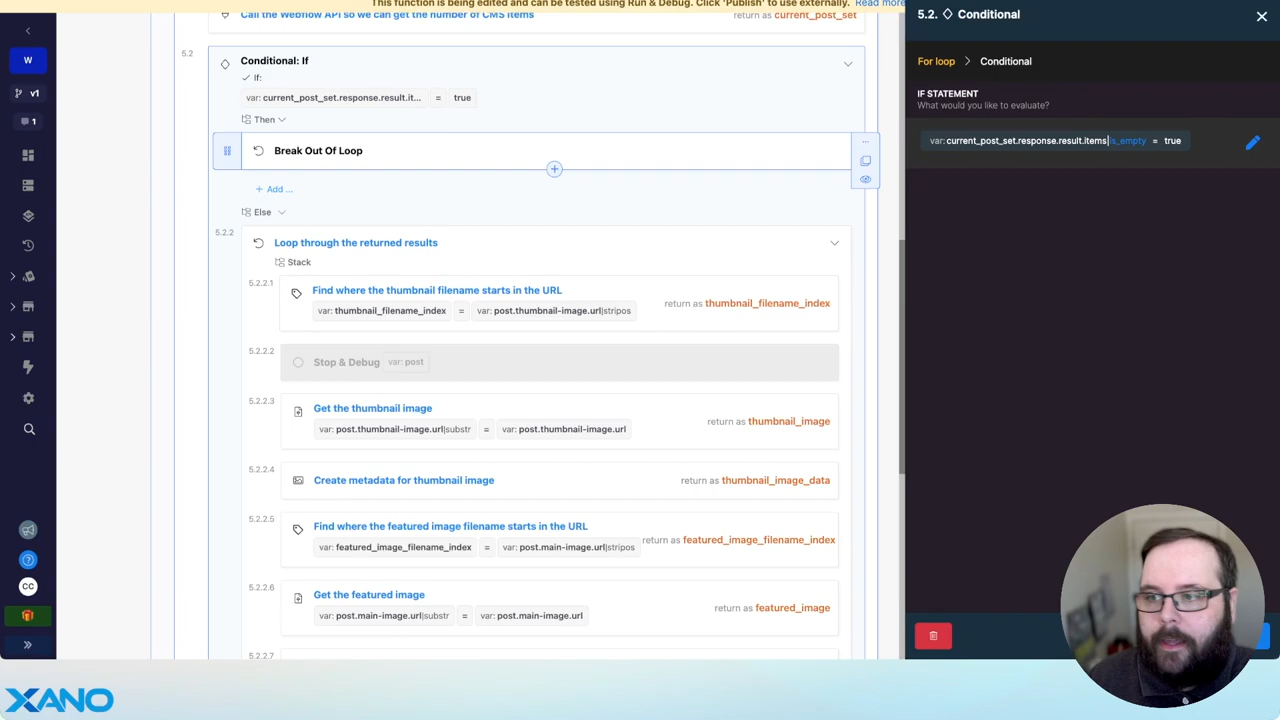 This function is being edited and can be tested using Run & Debug. Click 'Publish' to use externally. Read more
Call the Webflow API so we can get the number of CMS items
return as current_post_set
5.2
Conditional: If
If:
var: current_post_set.response.result.it... = true
Then
Break Out Of Loop
+ Add ...
Else
5.2.2
Loop through the returned results
Stack
5.2.2.1
Find where the thumbnail filename starts in the URL
var: thumbnail_filename_index = var: post.thumbnail-image.url|stripos
return as thumbnail_filename_index
5.2.2.2
Stop & Debug var: post
5.2.2.3
Get the thumbnail image
var: post.thumbnail-image.url|substr = var: post.thumbnail-image.url
return as thumbnail_image
5.2.2.4
Create metadata for thumbnail image
return as thumbnail_image_data
5.2.2.5
Find where the featured image filename starts in the URL
var: featured_image_filename_index = var: post.main-image.url|stripos
return as featured_image_filename_index
5.2.2.6
Get the featured image
var: post.main-image.url|substr = var: post.main-image.url
return as featured_image
5.2.2.7
W
v1
1
CC
5.2. Conditional
For loop > Conditional
IF STATEMENT
What would you like to evaluate?
var: current_post_set.response.result.items|is_empty = true
XANO